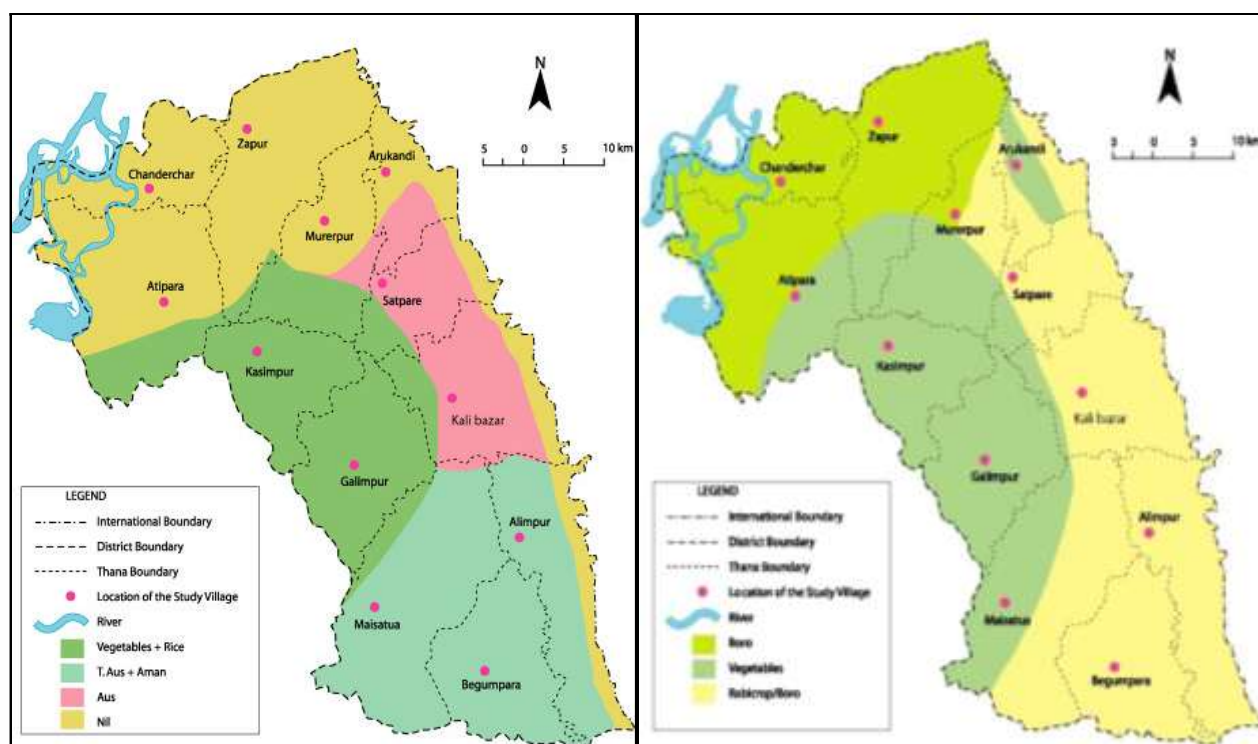 N
5 0 5 10 km
Zapur
Arukandi
Chanderchar
Murerpur
Atipara
Satpare
Kasimpur
Kali bazar
Galimpur
Alimpur
Maisatua
Begumpara
LEGEND
International Boundary
District Boundary
Thana Boundary
Location of the Study Village
River
Vegetables + Rice
T. Aus + Aman
Aus
Nil
N
5 0 5 10 km
Zapur
Arukandi
Chanderchar
Murerpur
Atipara
Satpare
Kasimpur
Kali bazar
Galimpur
Alimpur
Maisatua
Begumpara
LEGEND
International Boundary
District Boundary
Thana Boundary
Location of the Study Village
River
Boro
Vegetables
Rabicrop/Boro